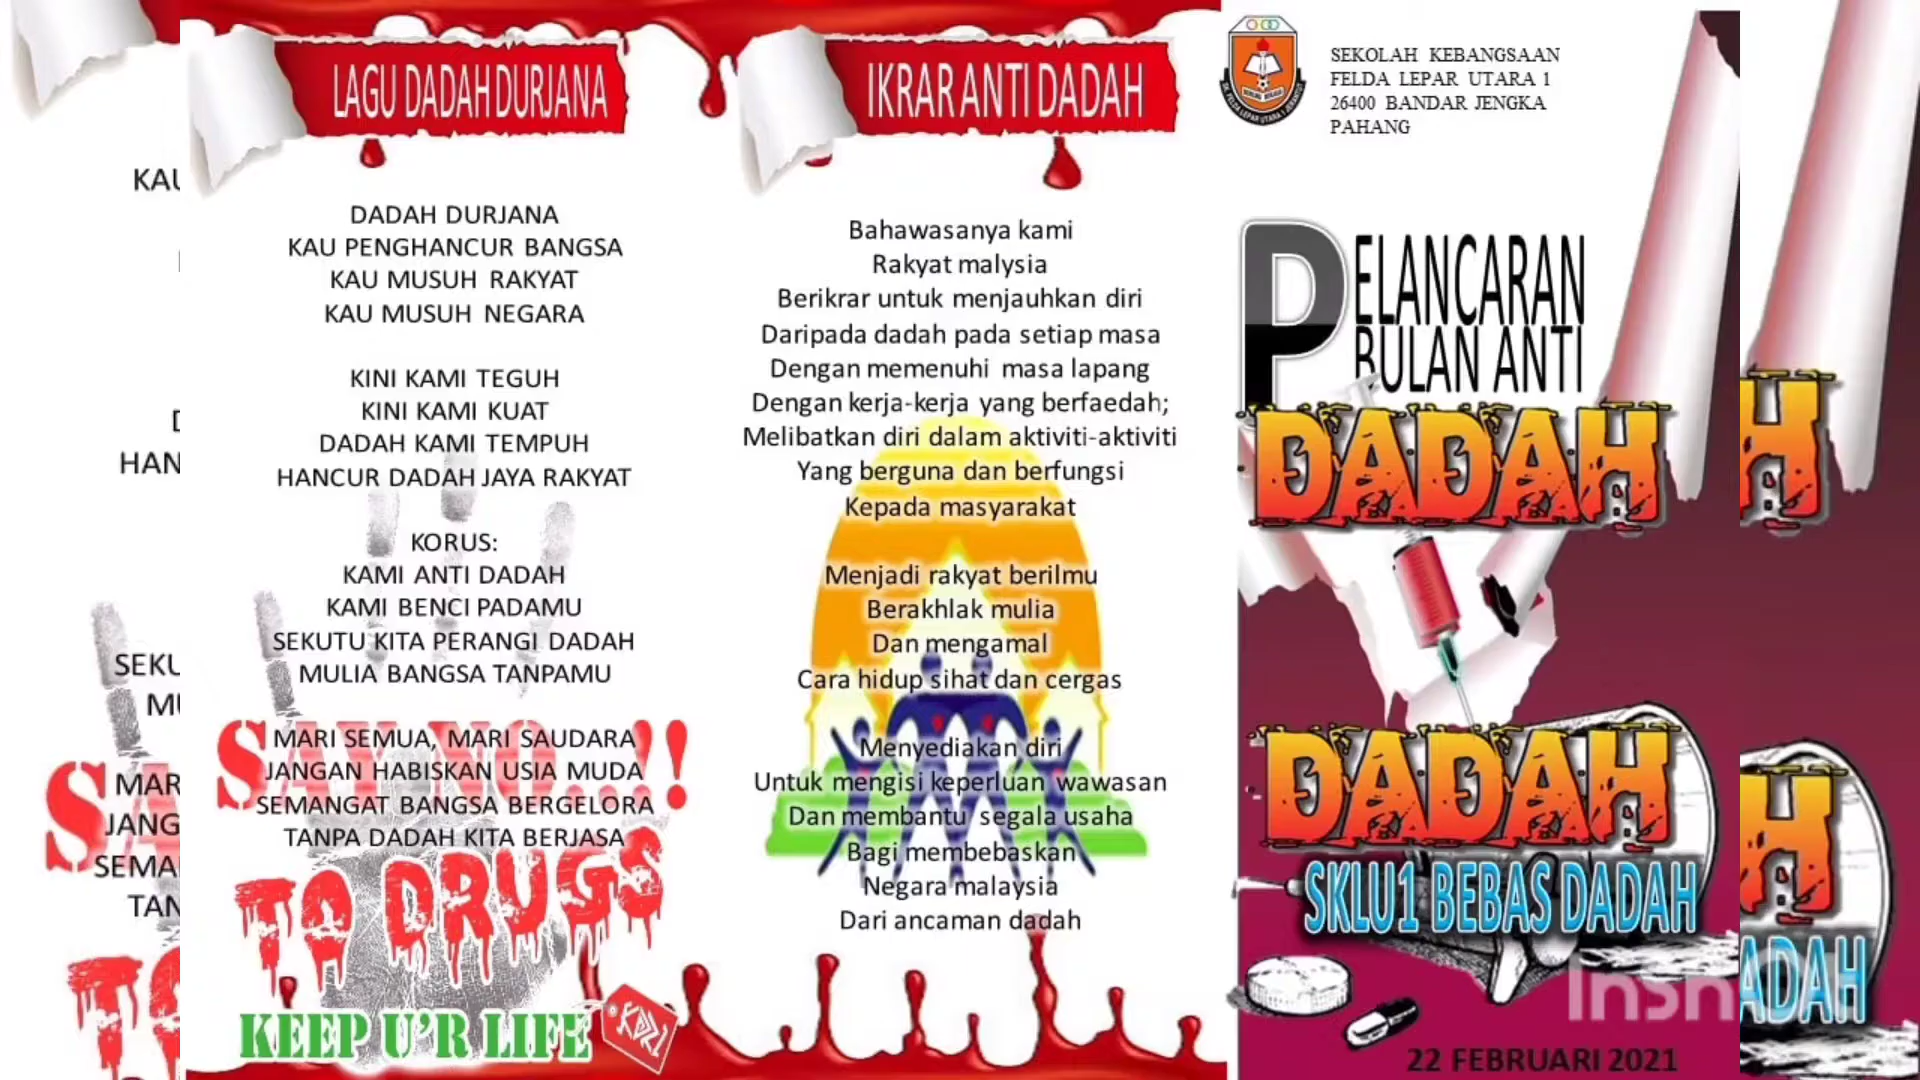 LAGU DADAH DURJANA
DADAH DURJANA
KAU PENGHANCUR BANGSA
KAU MUSUH RAKYAT
KAU MUSUH NEGARA
KINI KAMI TEGUH
KINI KAMI KUAT
DADAH KAMI TEMPUH
HANCUR DADAH JAYA RAKYAT
KORUS:
KAMI ANTI DADAH
KAMI BENCI PADAMU
SEKUTU KITA PERANGI DADAH
MULIA BANGSA TANPAMU
MARI SEMUA, MARI SAUDARA
JANGAN HABISKAN USIA MUDA
SEMANGAT BANGSA BERGELORA
TANPA DADAH KITA BERJASA
SAY NO..!!
TO DRUGS
KEEP U'R LIFE
IKRAR ANTI DADAH
Bahawasanya kami
Rakyat malysia
Berikrar untuk menjauhkan diri
Daripada dadah pada setiap masa
Dengan memenuhi masa lapang
Dengan kerja-kerja yang berfaedah;
Melibatkan diri dalam aktiviti-aktiviti
Yang berguna dan berfungsi
Kepada masyarakat
Menjadi rakyat berilmu
Berakhlak mulia
Dan mengamal
Cara hidup sihat dan cergas
Menyediakan diri
Untuk mengisi keperluan wawasan
Dan membantu segala usaha
Bagi membebaskan
Negara malaysia
Dari ancaman dadah
SEKOLAH KEBANGSAAN
FELDA LEPAR UTARA 1
26400 BANDAR JENGKA
PAHANG
PELANCARAN
BULAN ANTI
DADAH
DADAH
SKLU1 BEBAS DADAH
22 FEBRUARI 2021